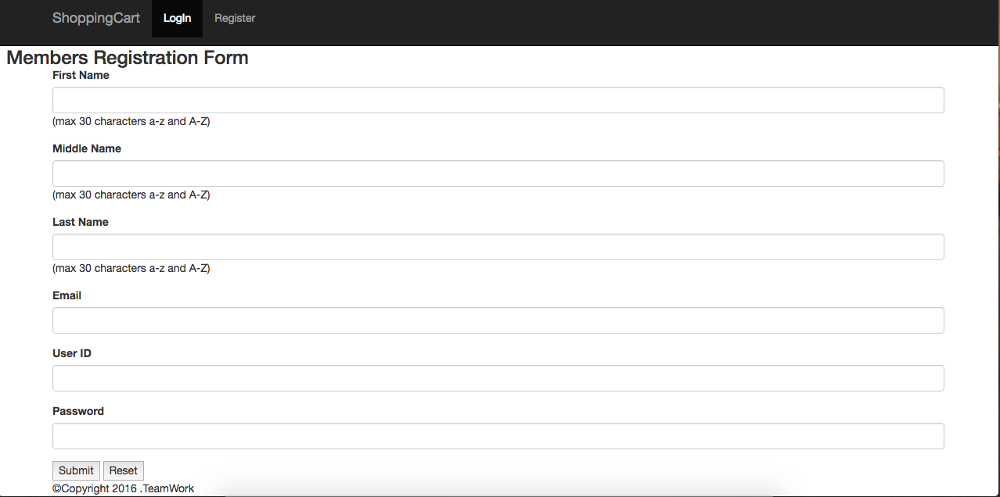 ShoppingCart LogIn Register
Members Registration Form
First Name
(max 30 characters a-z and A-Z)
Middle Name
(max 30 characters a-z and A-Z)
Last Name
(max 30 characters a-z and A-Z)
Email
User ID
Password
Submit Reset
©Copyright 2016 .TeamWork